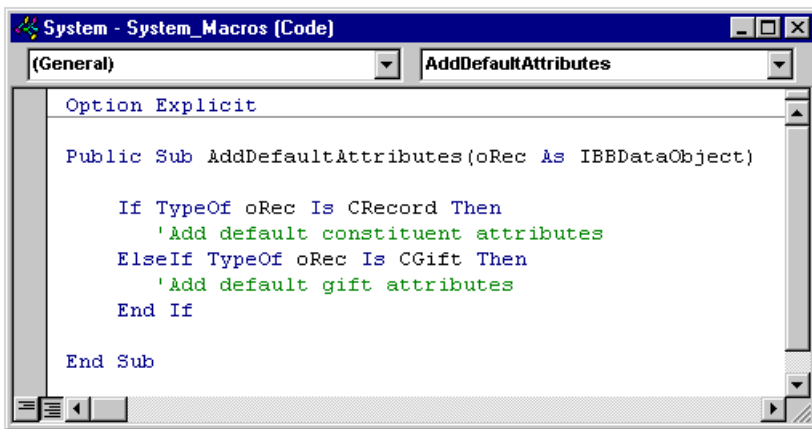 System - System_Macros (Code)
(General) AddDefaultAttributes
Option Explicit
Public Sub AddDefaultAttributes(oRec As IBBDataObject)
If TypeOf oRec Is CRecord Then
'Add default constituent attributes
ElseIf TypeOf oRec Is CGift Then
'Add default gift attributes
End If
End Sub